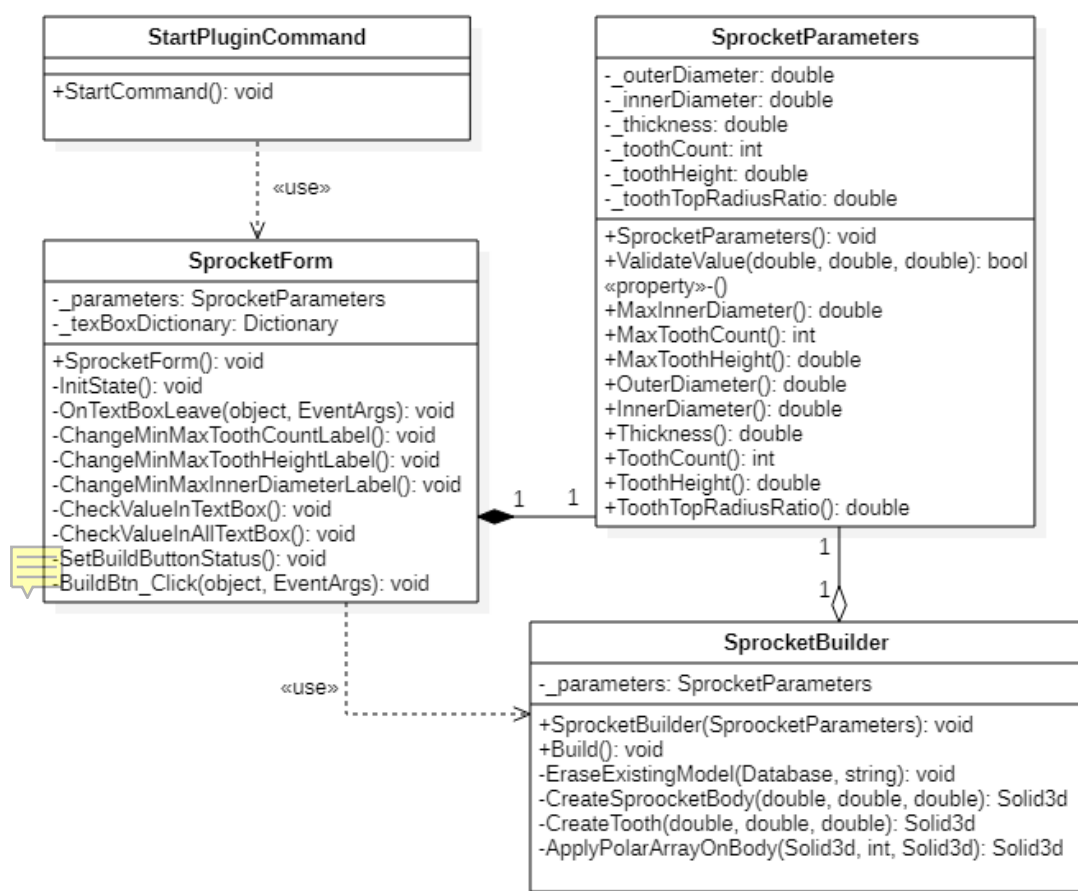 StartPluginCommand
+StartCommand(): void
«use»
SprocketForm
-_parameters: SprocketParameters
-_texBoxDictionary: Dictionary
+SprocketForm(): void
-InitState(): void
-OnTextBoxLeave(object, EventArgs): void
-ChangeMinMaxToothCountLabel(): void
-ChangeMinMaxToothHeightLabel(): void
-ChangeMinMaxInnerDiameterLabel(): void
-CheckValueInTextBox(): void
-CheckValueInAllTextBox(): void
-SetBuildButtonStatus(): void
-BuildBtn_Click(object, EventArgs): void
1
1
SprocketParameters
-_outerDiameter: double
-_innerDiameter: double
-_thickness: double
-_toothCount: int
-_toothHeight: double
-_toothTopRadiusRatio: double
+SprocketParameters(): void
+ValidateValue(double, double, double): bool
«property»-()
+MaxInnerDiameter(): double
+MaxToothCount(): int
+MaxToothHeight(): double
+OuterDiameter(): double
+InnerDiameter(): double
+Thickness(): double
+ToothCount(): int
+ToothHeight(): double
+ToothTopRadiusRatio(): double
1
1
«use»
SprocketBuilder
-_parameters: SprocketParameters
+SprocketBuilder(SproocketParameters): void
+Build(): void
-EraseExistingModel(Database, string): void
-CreateSproocketBody(double, double, double): Solid3d
-CreateTooth(double, double, double): Solid3d
-ApplyPolarArrayOnBody(Solid3d, int, Solid3d): Solid3d